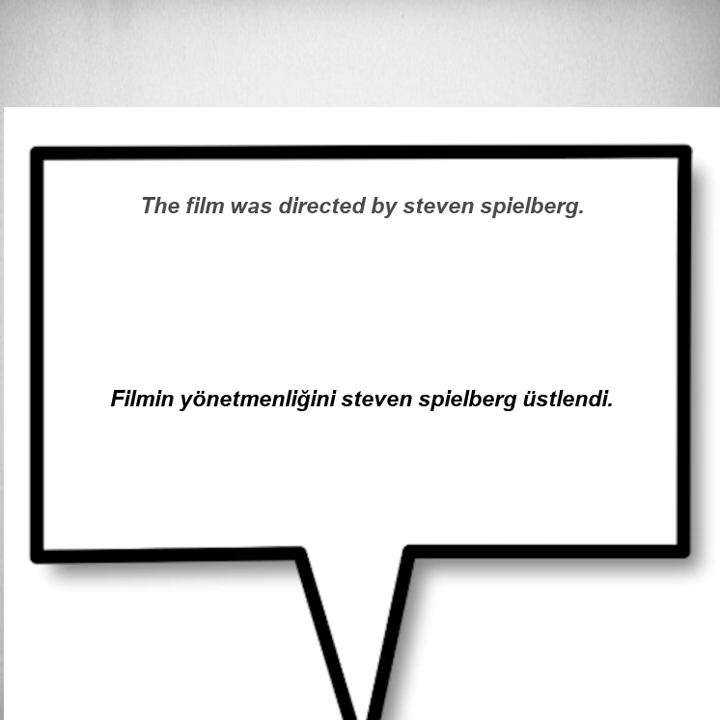 The film was directed by steven spielberg.
Filmin yönetmenliğini steven spielberg üstlendi.